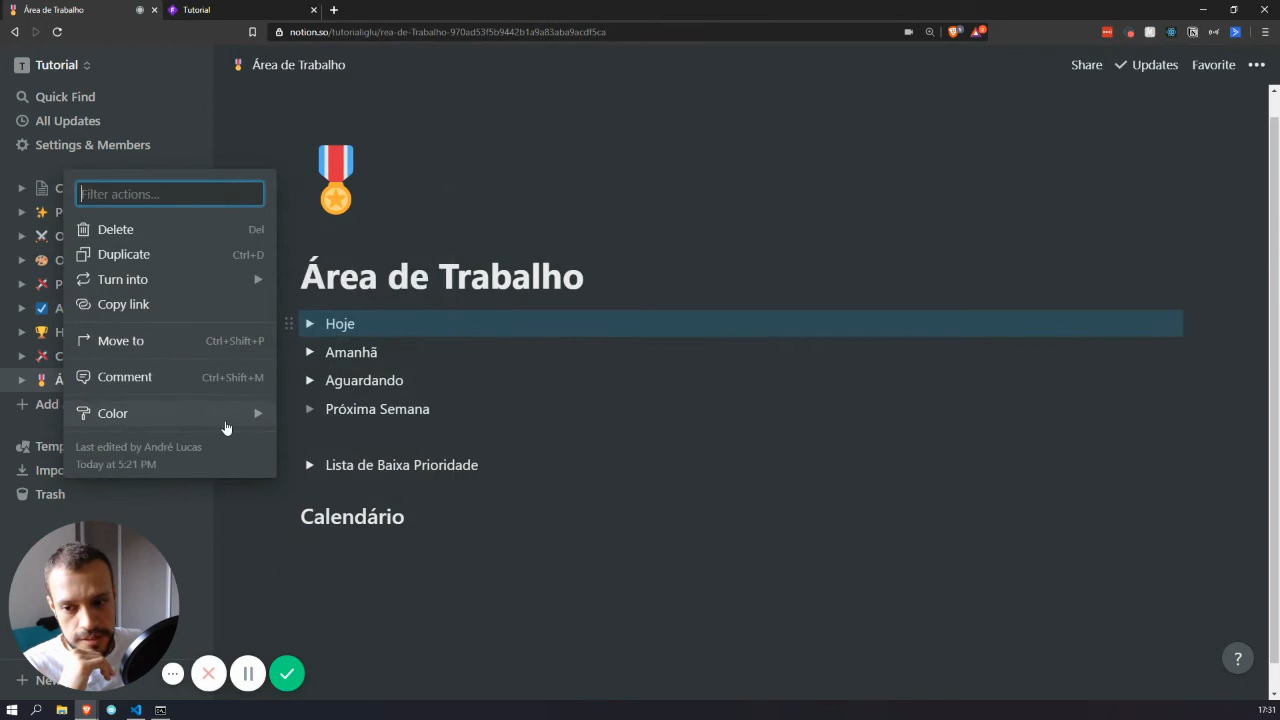 Área de Trabalho
Tutorial
notion.so/tutorialiglu/rea-de-Trabalho-970ad53f5b9442b1a9a83aba9acdf5ca
T Tutorial
Área de Trabalho
Share
Updates
Favorite
Quick Find
All Updates
Settings & Members
Filter actions...
Delete Del
Duplicate Ctrl+D
Turn into
Copy link
Move to Ctrl+Shift+P
Comment Ctrl+Shift+M
Color
Last edited by André Lucas
Today at 5:21 PM
Add
Trash
Área de Trabalho
Hoje
Amanhã
Aguardando
Próxima Semana
Lista de Baixa Prioridade
Calendário
?
17:31